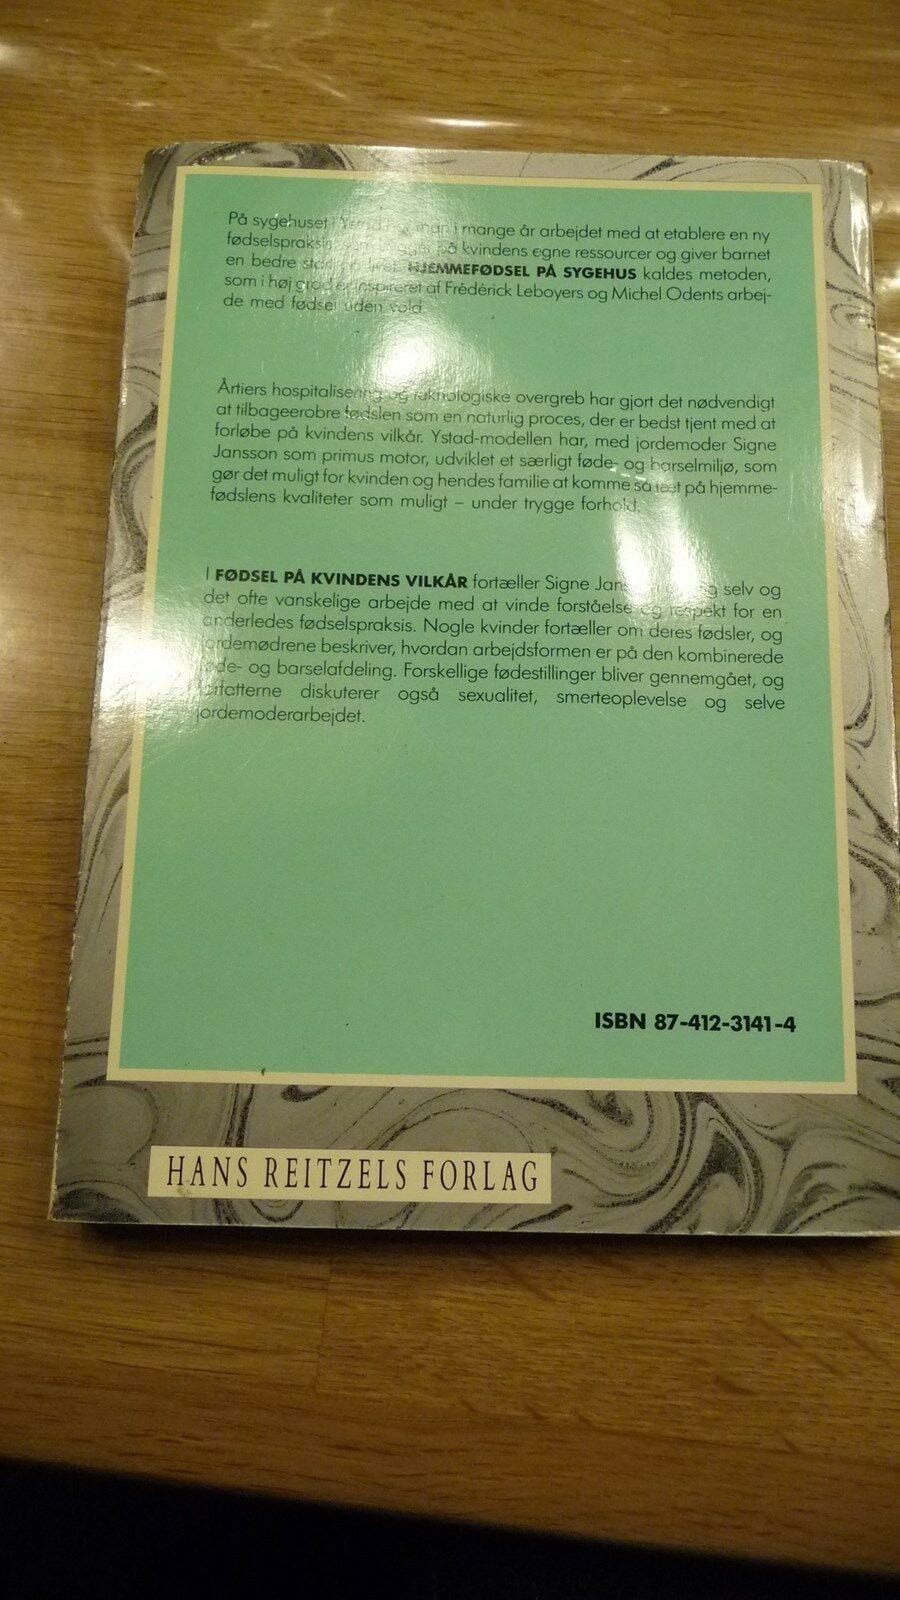 På sygehuset i Ystad har man i mange år arbejdet med at etablere en ny
fødselspraksis på kvindens egne ressourcer og giver barnet
en bedre start HJEMMEFØDSEL PÅ SYGEHUS kaldes metoden,
som i høj grad er inspireret af Frédérick Leboyers og Michel Odents arbej-
de med fødsel uden vold.
Årtiers hospitalisering og teknologiske overgreb har gjort det nødvendigt
at tilbageerobre fødslen som en naturlig proces, der er bedst tjent med at
forløbe på kvindens vilkår. Ystad-modellen har, med jordemoder Signe
Jansson som primus motor, udviklet et særligt føde- og barselmiljø, som
gør det muligt for kvinden og hendes familie at komme så tæt på hjemme-
fødslens kvaliteter som muligt – under trygge forhold.
I FØDSEL PÅ KVINDENS VILKÅR fortæller Signe Jansson om sig selv og
det ofte vanskelige arbejde med at vinde forståelse og respekt for en
anderledes fødselspraksis. Nogle kvinder fortæller om deres fødsler, og
jordemødrene beskriver, hvordan arbejdsformen er på den kombinerede
føde- og barselafdeling. Forskellige fødestillinger bliver gennemgået, og
forfatterne diskuterer også sexualitet, smerteoplevelse og selve
jordemoderarbejdet.
ISBN 87-412-3141-4
HANS REITZELS FORLAG